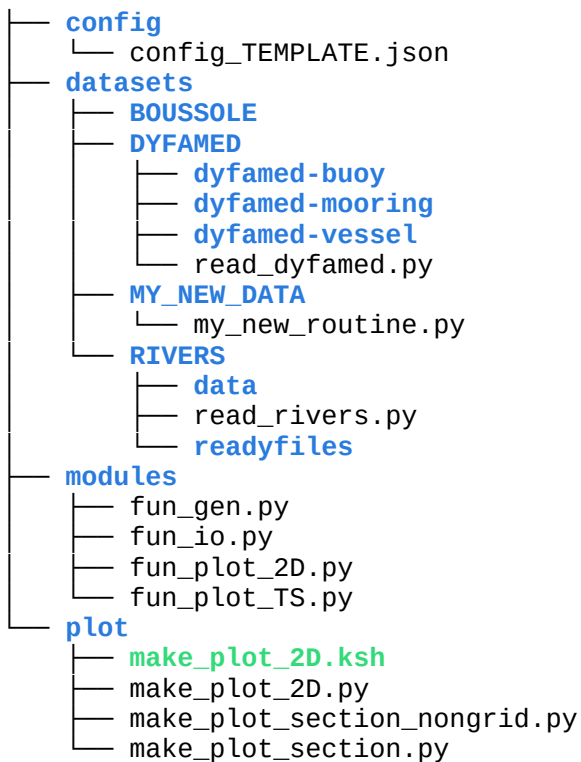 config
config_TEMPLATE.json
datasets
BOUSSOLE
DYFAMED
dyfamed-buoy
dyfamed-mooring
dyfamed-vessel
read_dyfamed.py
MY_NEW_DATA
my_new_routine.py
RIVERS
data
read_rivers.py
readyfiles
modules
fun_gen.py
fun_io.py
fun_plot_2D.py
fun_plot_TS.py
plot
make_plot_2D.ksh
make_plot_2D.py
make_plot_section_nongrid.py
make_plot_section.py